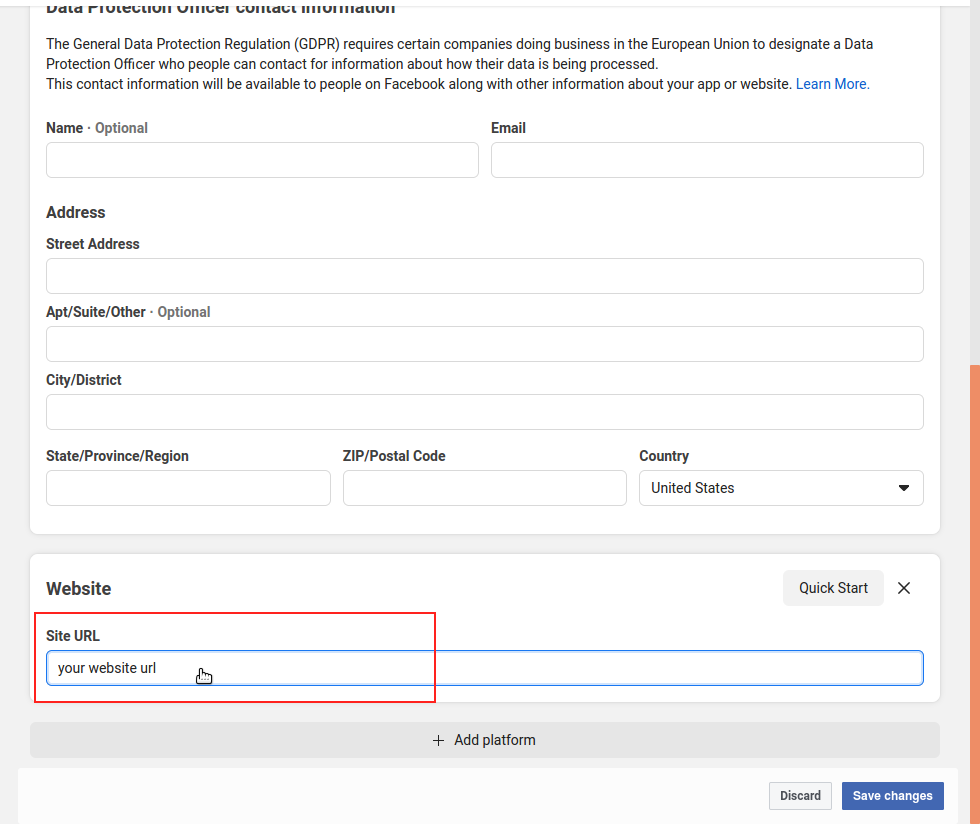 Data Protection Officer contact information
The General Data Protection Regulation (GDPR) requires certain companies doing business in the European Union to designate a Data
Protection Officer who people can contact for information about how their data is being processed.
This contact information will be available to people on Facebook along with other information about your app or website. Learn More.
Name · Optional
Email
Address
Street Address
Apt/Suite/Other · Optional
City/District
State/Province/Region
ZIP/Postal Code
Country
United States
Website
Quick Start
Site URL
your website url
Add platform
Discard
Save changes